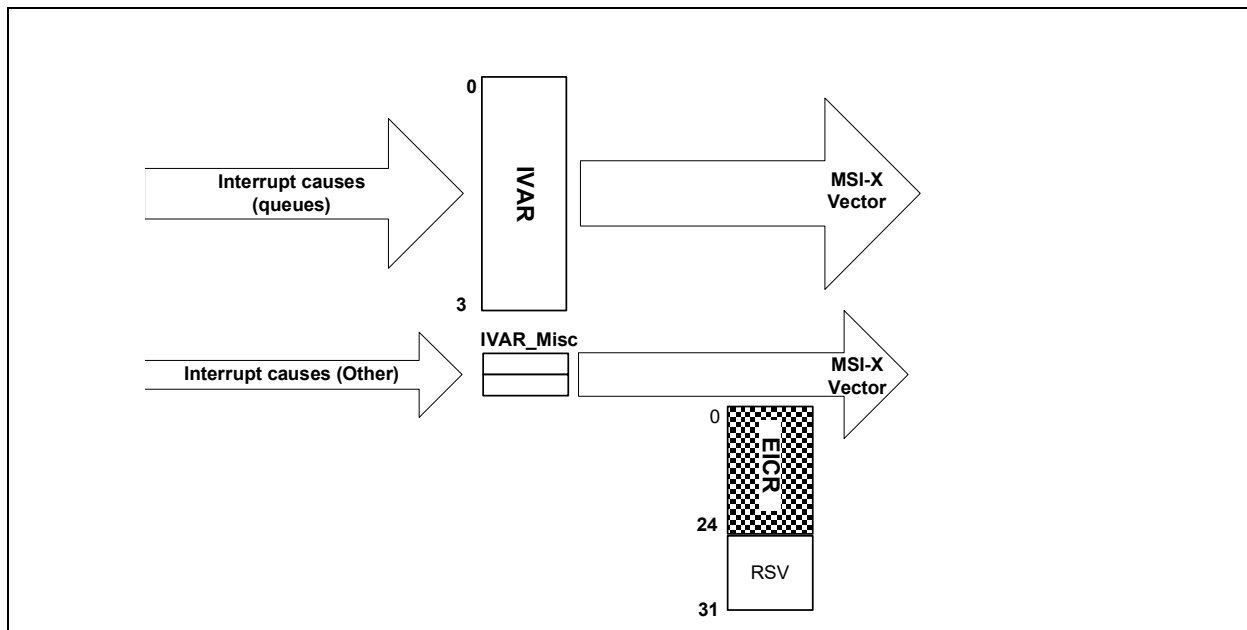 0
Interrupt causes
(queues)
IVAR
MSI-X
Vector
3
IVAR_Misc
Interrupt causes (Other)
MSI-X
Vector
0
EICR
24
RSV
31